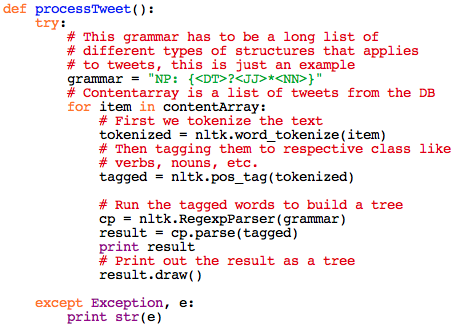 def processTweet():
    try:
        # This grammar has to be a long list of
        # different types of structures that applies
        # to tweets, this is just an example
        grammar = "NP: {<DT>?<JJ>*<NN>}"
        # Contentarray is a list of tweets from the DB
        for item in contentArray:
            # First we tokenize the text
            tokenized = nltk.word_tokenize(item)
            # Then tagging them to respective class like
            # verbs, nouns, etc.
            tagged = nltk.pos_tag(tokenized)

            # Run the tagged words to build a tree
            cp = nltk.RegexpParser(grammar)
            result = cp.parse(tagged)
            print result
            # Print out the result as a tree
            result.draw()

    except Exception, e:
        print str(e)